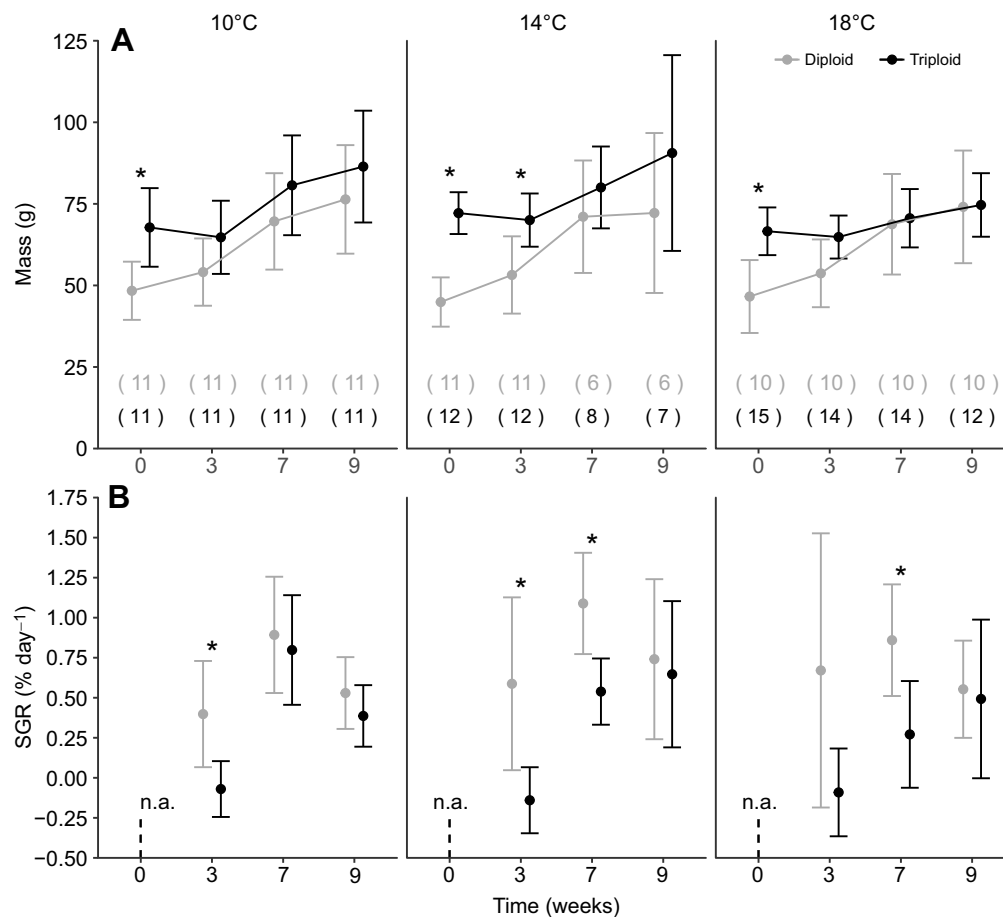 10°C 14°C 18°C
A
125
100
75
50
25
0
Mass (g)
Diploid Triploid
* * * *
( 11 ) ( 11 ) ( 11 ) ( 11 ) ( 11 ) ( 11 ) ( 6 ) ( 6 ) ( 10 ) ( 10 ) ( 10 ) ( 10 )
( 11 ) ( 11 ) ( 11 ) ( 11 ) ( 12 ) ( 12 ) ( 8 ) ( 7 ) ( 15 ) ( 14 ) ( 14 ) ( 12 )
0 3 7 9 0 3 7 9 0 3 7 9
B
1.75
1.50
1.25
1.00
0.75
0.50
0.25
0.00
−0.25
−0.50
SGR (% day⁻¹)
* * * *
n.a. n.a. n.a.
0 3 7 9 0 3 7 9 0 3 7 9
Time (weeks)